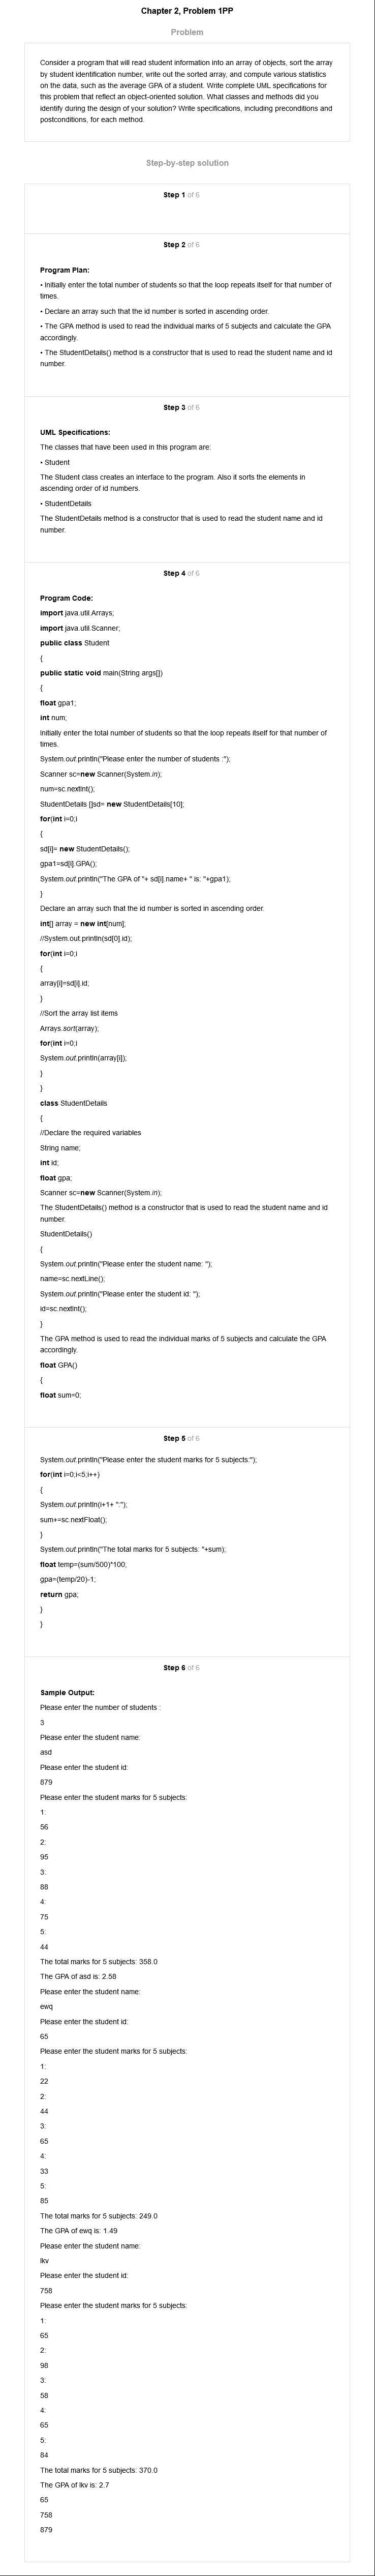 Chapter 2, Problem 1PP
Problem
Consider a program that will read student information into an array of objects, sort the array
by student identification number, write out the sorted array, and compute various statistics
on the data, such as the average GPA of a student. Write complete UML specifications for
this problem that reflect an object-oriented solution. What classes and methods did you
identify during the design of your solution? Write specifications, including preconditions and
postconditions, for each method.
Step-by-step solution
Step 1 of 6
Step 2 of 6
Program Plan:
• Initially enter the total number of students so that the loop repeats itself for that number of
times.
• Declare an array such that the id number is sorted in ascending order.
• The GPA method is used to read the individual marks of 5 subjects and calculate the GPA
accordingly.
• The StudentDetails() method is a constructor that is used to read the student name and id
number.
Step 3 of 6
UML Specifications:
The classes that have been used in this program are:
• Student
The Student class creates an interface to the program. Also it sorts the elements in
ascending order of id numbers.
• StudentDetails
The StudentDetails method is a constructor that is used to read the student name and id
number.
Step 4 of 6
Program Code:
import java.util.Arrays;
import java.util.Scanner;
public class Student
{
public static void main(String args[])
{
float gpa1;
int num;
Initially enter the total number of students so that the loop repeats itself for that number of
times.
System.out.println("Please enter the number of students :");
Scanner sc=new Scanner(System.in);
num=sc.nextInt();
StudentDetails []sd= new StudentDetails[10];
for(int i=0;i
{
sd[i]= new StudentDetails();
gpa1=sd[i].GPA();
System.out.println("The GPA of "+ sd[i].name+ " is: "+gpa1);
}
Declare an array such that the id number is sorted in ascending order.
int[] array = new int[num];
//System.out.println(sd[0].id);
for(int i=0;i
{
array[i]=sd[i].id;
}
//Sort the array list items
Arrays.sort(array);
for(int i=0;i
System.out.println(array[i]);
}
}
class StudentDetails
{
//Declare the required variables
String name;
int id;
float gpa;
Scanner sc=new Scanner(System.in);
The StudentDetails() method is a constructor that is used to read the student name and id
number.
StudentDetails()
{
System.out.println("Please enter the student name: ");
name=sc.nextLine();
System.out.println("Please enter the student id: ");
id=sc.nextInt();
}
The GPA method is used to read the individual marks of 5 subjects and calculate the GPA
accordingly.
float GPA()
{
float sum=0;
Step 5 of 6
System.out.println("Please enter the student marks for 5 subjects:");
for(int i=0;i<5;i++)
{
System.out.println(i+1+ ":");
sum+=sc.nextFloat();
}
System.out.println("The total marks for 5 subjects: "+sum);
float temp=(sum/500)*100;
gpa=(temp/20)-1;
return gpa;
}
}
Step 6 of 6
Sample Output:
Please enter the number of students :
3
Please enter the student name:
asd
Please enter the student id:
879
Please enter the student marks for 5 subjects:
1:
56
2:
95
3:
88
4:
75
5:
44
The total marks for 5 subjects: 358.0
The GPA of asd is: 2.58
Please enter the student name:
ewq
Please enter the student id:
65
Please enter the student marks for 5 subjects:
1:
22
2:
44
3:
65
4:
33
5:
85
The total marks for 5 subjects: 249.0
The GPA of ewq is: 1.49
Please enter the student name:
lkv
Please enter the student id:
758
Please enter the student marks for 5 subjects:
1:
65
2:
98
3:
58
4:
65
5:
84
The total marks for 5 subjects: 370.0
The GPA of lkv is: 2.7
65
758
879